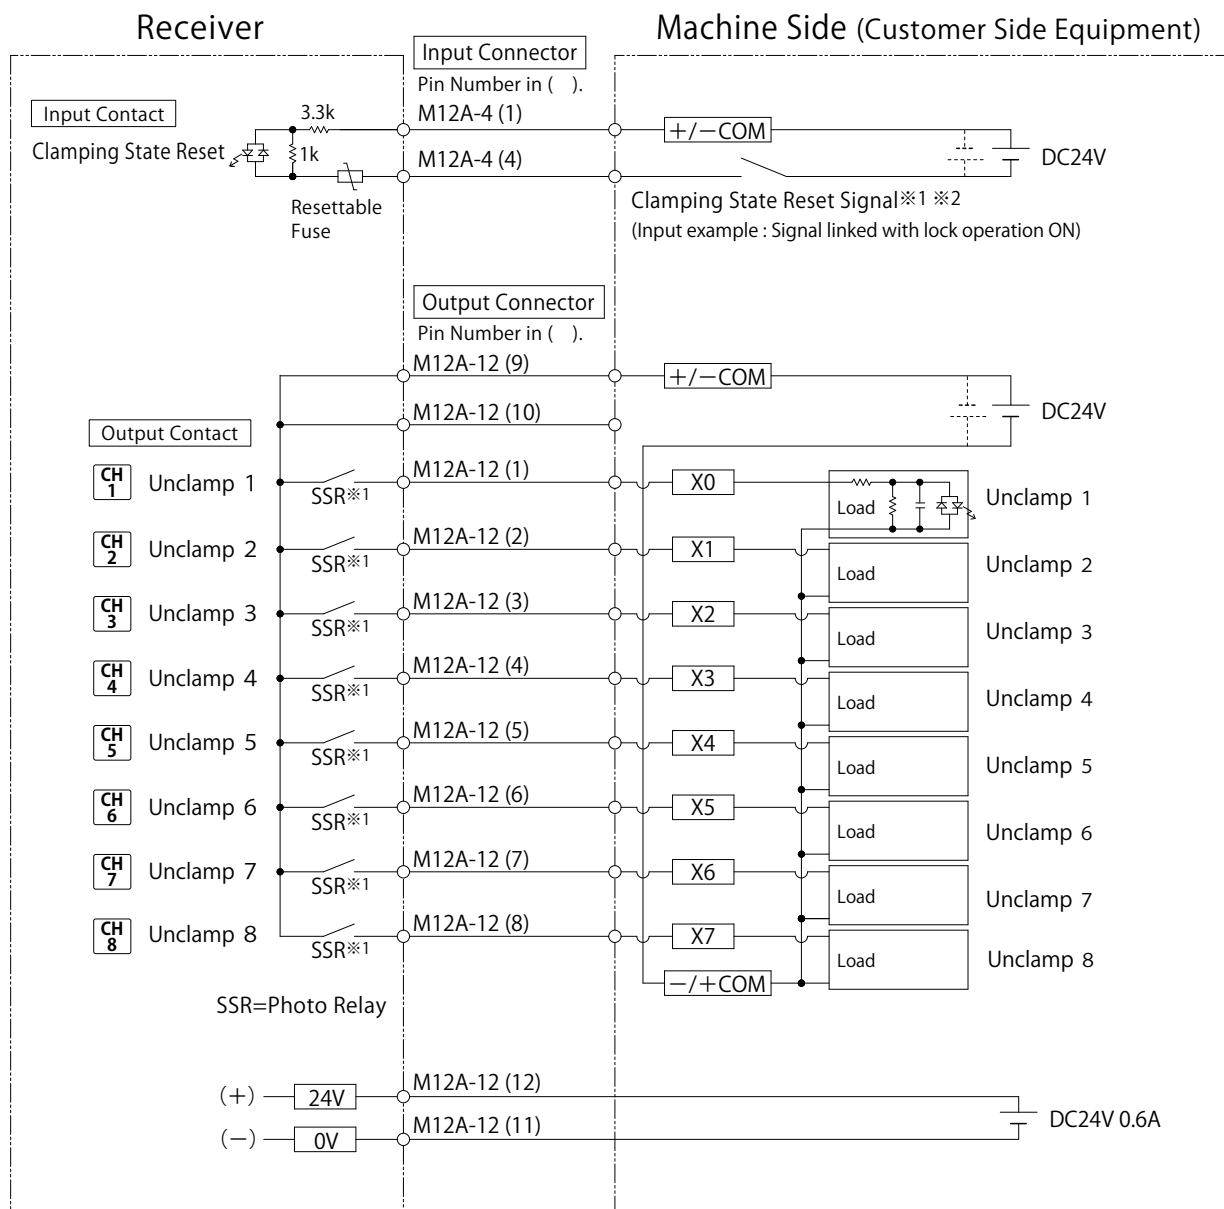 Receiver
Machine Side (Customer Side Equipment)
Input Connector
Pin Number in (   ).
Input Contact
3.3k
M12A-4 (1)
+/−COM
Clamping State Reset
1k
M12A-4 (4)
DC24V
Resettable
Fuse
Clamping State Reset Signal※1 ※2
(Input example : Signal linked with lock operation ON)
Output Connector
Pin Number in (   ).
M12A-12 (9)
+/−COM
M12A-12 (10)
DC24V
Output Contact
CH
1
Unclamp 1
SSR※1
M12A-12 (1)
X0
Load
Unclamp 1
CH
2
Unclamp 2
SSR※1
M12A-12 (2)
X1
Load
Unclamp 2
CH
3
Unclamp 3
SSR※1
M12A-12 (3)
X2
Load
Unclamp 3
CH
4
Unclamp 4
SSR※1
M12A-12 (4)
X3
Load
Unclamp 4
CH
5
Unclamp 5
SSR※1
M12A-12 (5)
X4
Load
Unclamp 5
CH
6
Unclamp 6
SSR※1
M12A-12 (6)
X5
Load
Unclamp 6
CH
7
Unclamp 7
SSR※1
M12A-12 (7)
X6
Load
Unclamp 7
CH
8
Unclamp 8
SSR※1
M12A-12 (8)
X7
Load
Unclamp 8
−/+COM
SSR=Photo Relay
(+)
24V
M12A-12 (12)
(−)
0V
M12A-12 (11)
DC24V 0.6A